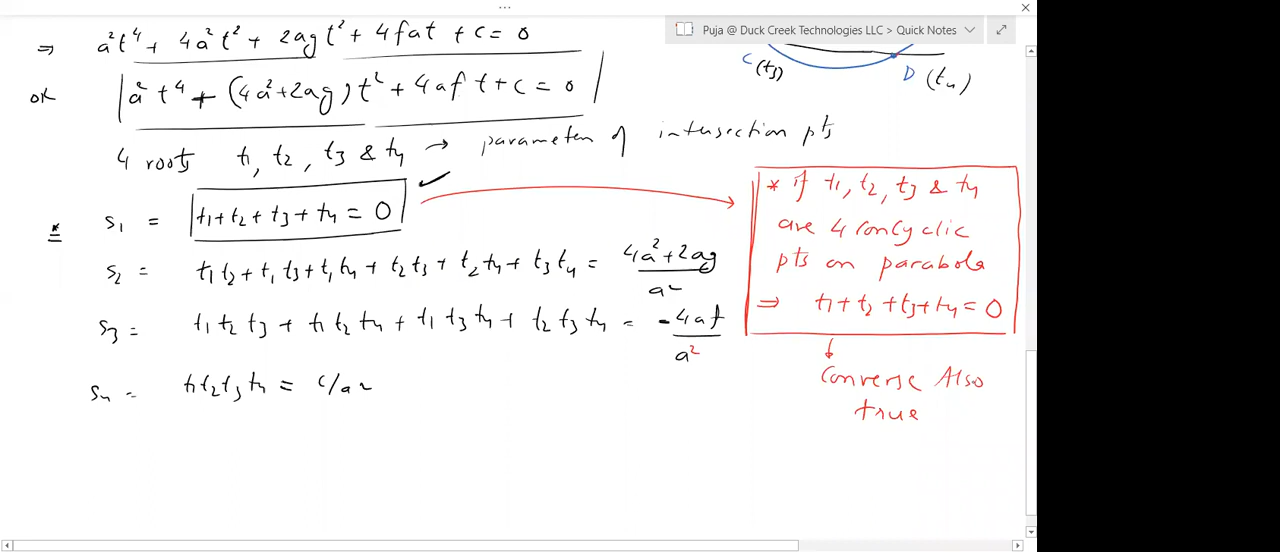 ...
Puja @ Duck Creek Technologies LLC > Quick Notes
⇒ a²t⁴ + 4a²t² + 2agt² + 4fat + c = 0
C(t₃)
D (t₄)
or a²t⁴ + (4a²+2ag)t² + 4af t + c = 0
4 roots t₁, t₂, t₃ & t₄ → parameter of intersection pts
* S₁ = t₁+t₂+t₃+t₄ = 0 ✓
S₂ = t₁t₂+t₁t₃+t₁t₄+t₂t₃+t₂t₄+t₃t₄ = (4a²+2ag)/a²
S₃ = t₁t₂t₃ + t₁t₂t₄ + t₁t₃t₄ + t₂t₃t₄ = -4af/a²
S₄ = t₁t₂t₃t₄ = c/a²
* if t₁, t₂, t₃ & t₄
are 4 concyclic
pts on parabola
⇒ t₁+t₂+t₃+t₄ = 0
↓
Converse Also
true